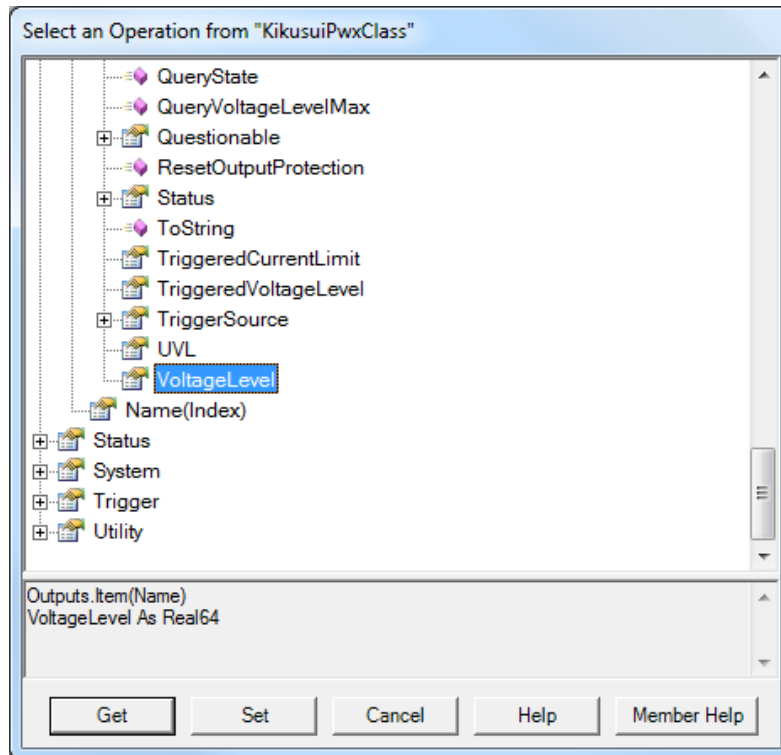 Select an Operation from "KikusuiPwxClass"
QueryState
QueryVoltageLevelMax
Questionable
ResetOutputProtection
Status
ToString
TriggeredCurrentLimit
TriggeredVoltageLevel
TriggerSource
UVL
VoltageLevel
Name(Index)
Status
System
Trigger
Utility
Outputs.Item(Name)
VoltageLevel As Real64
Get Set Cancel Help Member Help